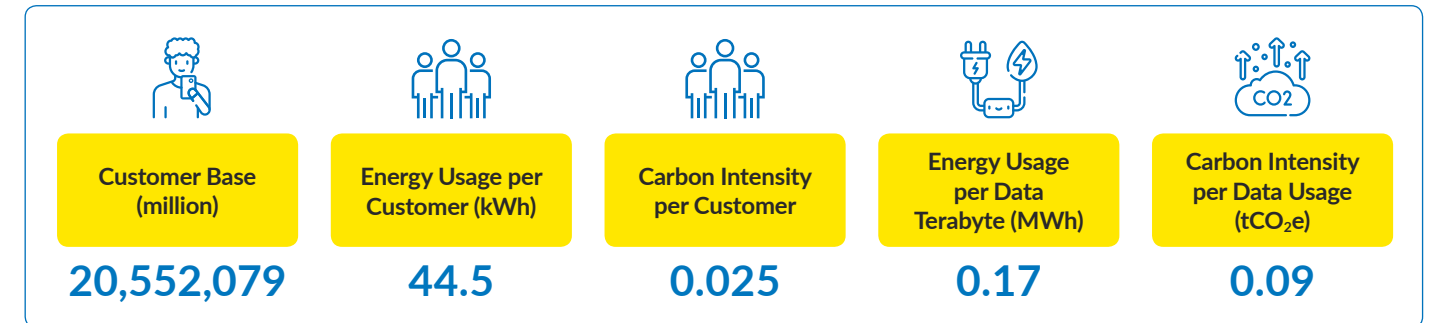 CO2
Customer Base
(million)
Energy Usage per
Customer (kWh)
Carbon Intensity
per Customer
Energy Usage
per Data
Terabyte (MWh)
Carbon Intensity
per Data Usage
(tCO₂e)
20,552,079
44.5
0.025
0.17
0.09